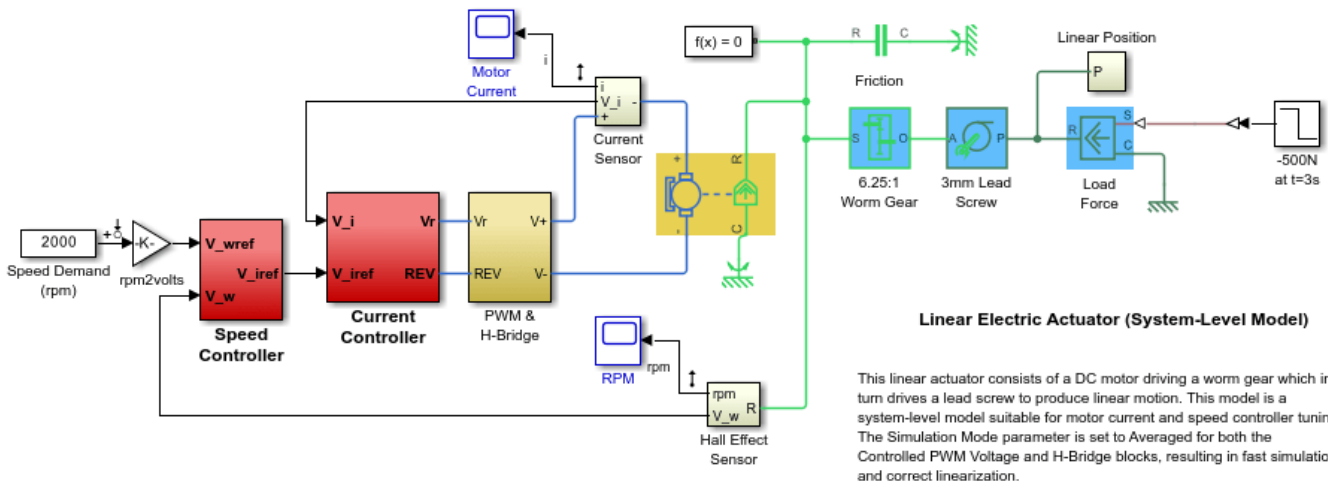 Motor
Current
i
i
V_i
-
+
Current
Sensor
f(x) = 0
R
C
Friction
Linear Position
P
S
O
6.25:1
Worm Gear
A
P
3mm Lead
Screw
R
S
C
Load
Force
-500N
at t=3s
+
-
R
C
2000
Speed Demand
(rpm)
+
-K-
rpm2volts
V_wref
V_iref
V_w
Speed
Controller
V_i
Vr
V_iref
REV
Current
Controller
Vr
V+
REV
V-
PWM &
H-Bridge
RPM
rpm
rpm
V_w
R
Hall Effect
Sensor
Linear Electric Actuator (System-Level Model)
This linear actuator consists of a DC motor driving a worm gear which in
turn drives a lead screw to produce linear motion. This model is a
system-level model suitable for motor current and speed controller tunin
The Simulation Mode parameter is set to Averaged for both the
Controlled PWM Voltage and H-Bridge blocks, resulting in fast simulatio
and correct linearization.